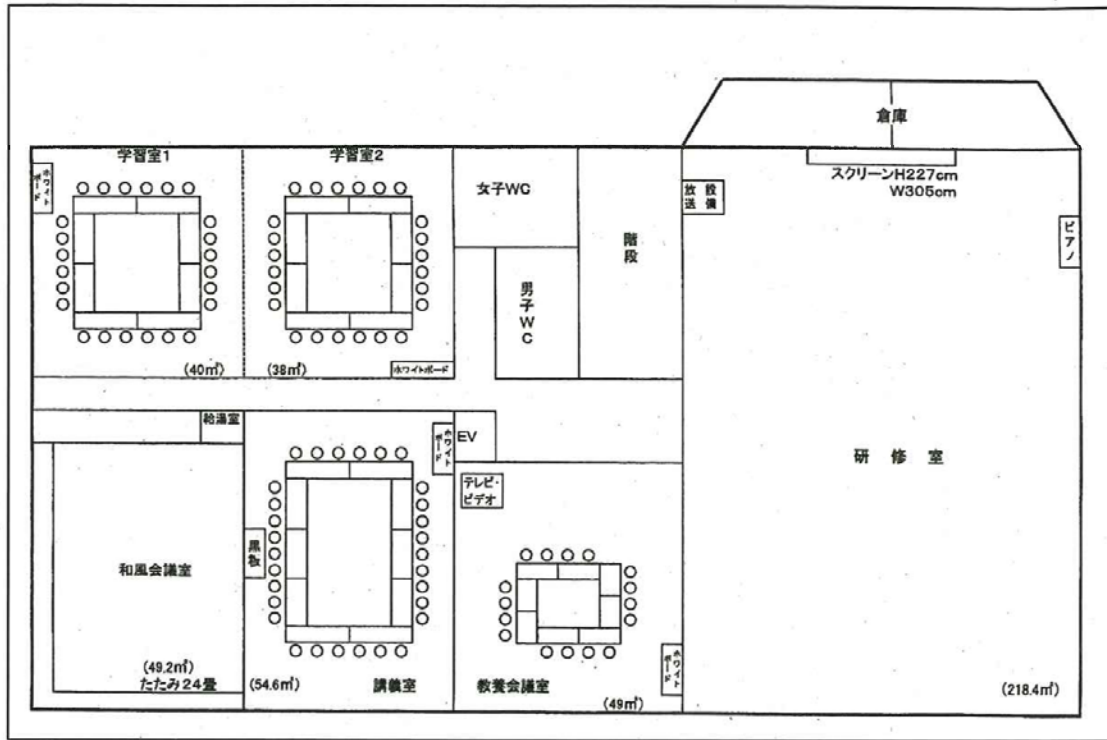 倉庫
学習室1
学習室2
スクリーンH227cm
W305cm
ホワイト
ボード
女子WC
放設
送備
ピアノ
階段
男子WC
(40㎡)
(38㎡)
ホワイトボード
給湯室
ホワイト
ボード
EV
テレビ・
ビデオ
研修室
黒板
和風会議室
ホワイト
ボード
(49.2㎡)
たたみ24畳
(54.6㎡)
講義室
教養会議室
(49㎡)
(218.4㎡)